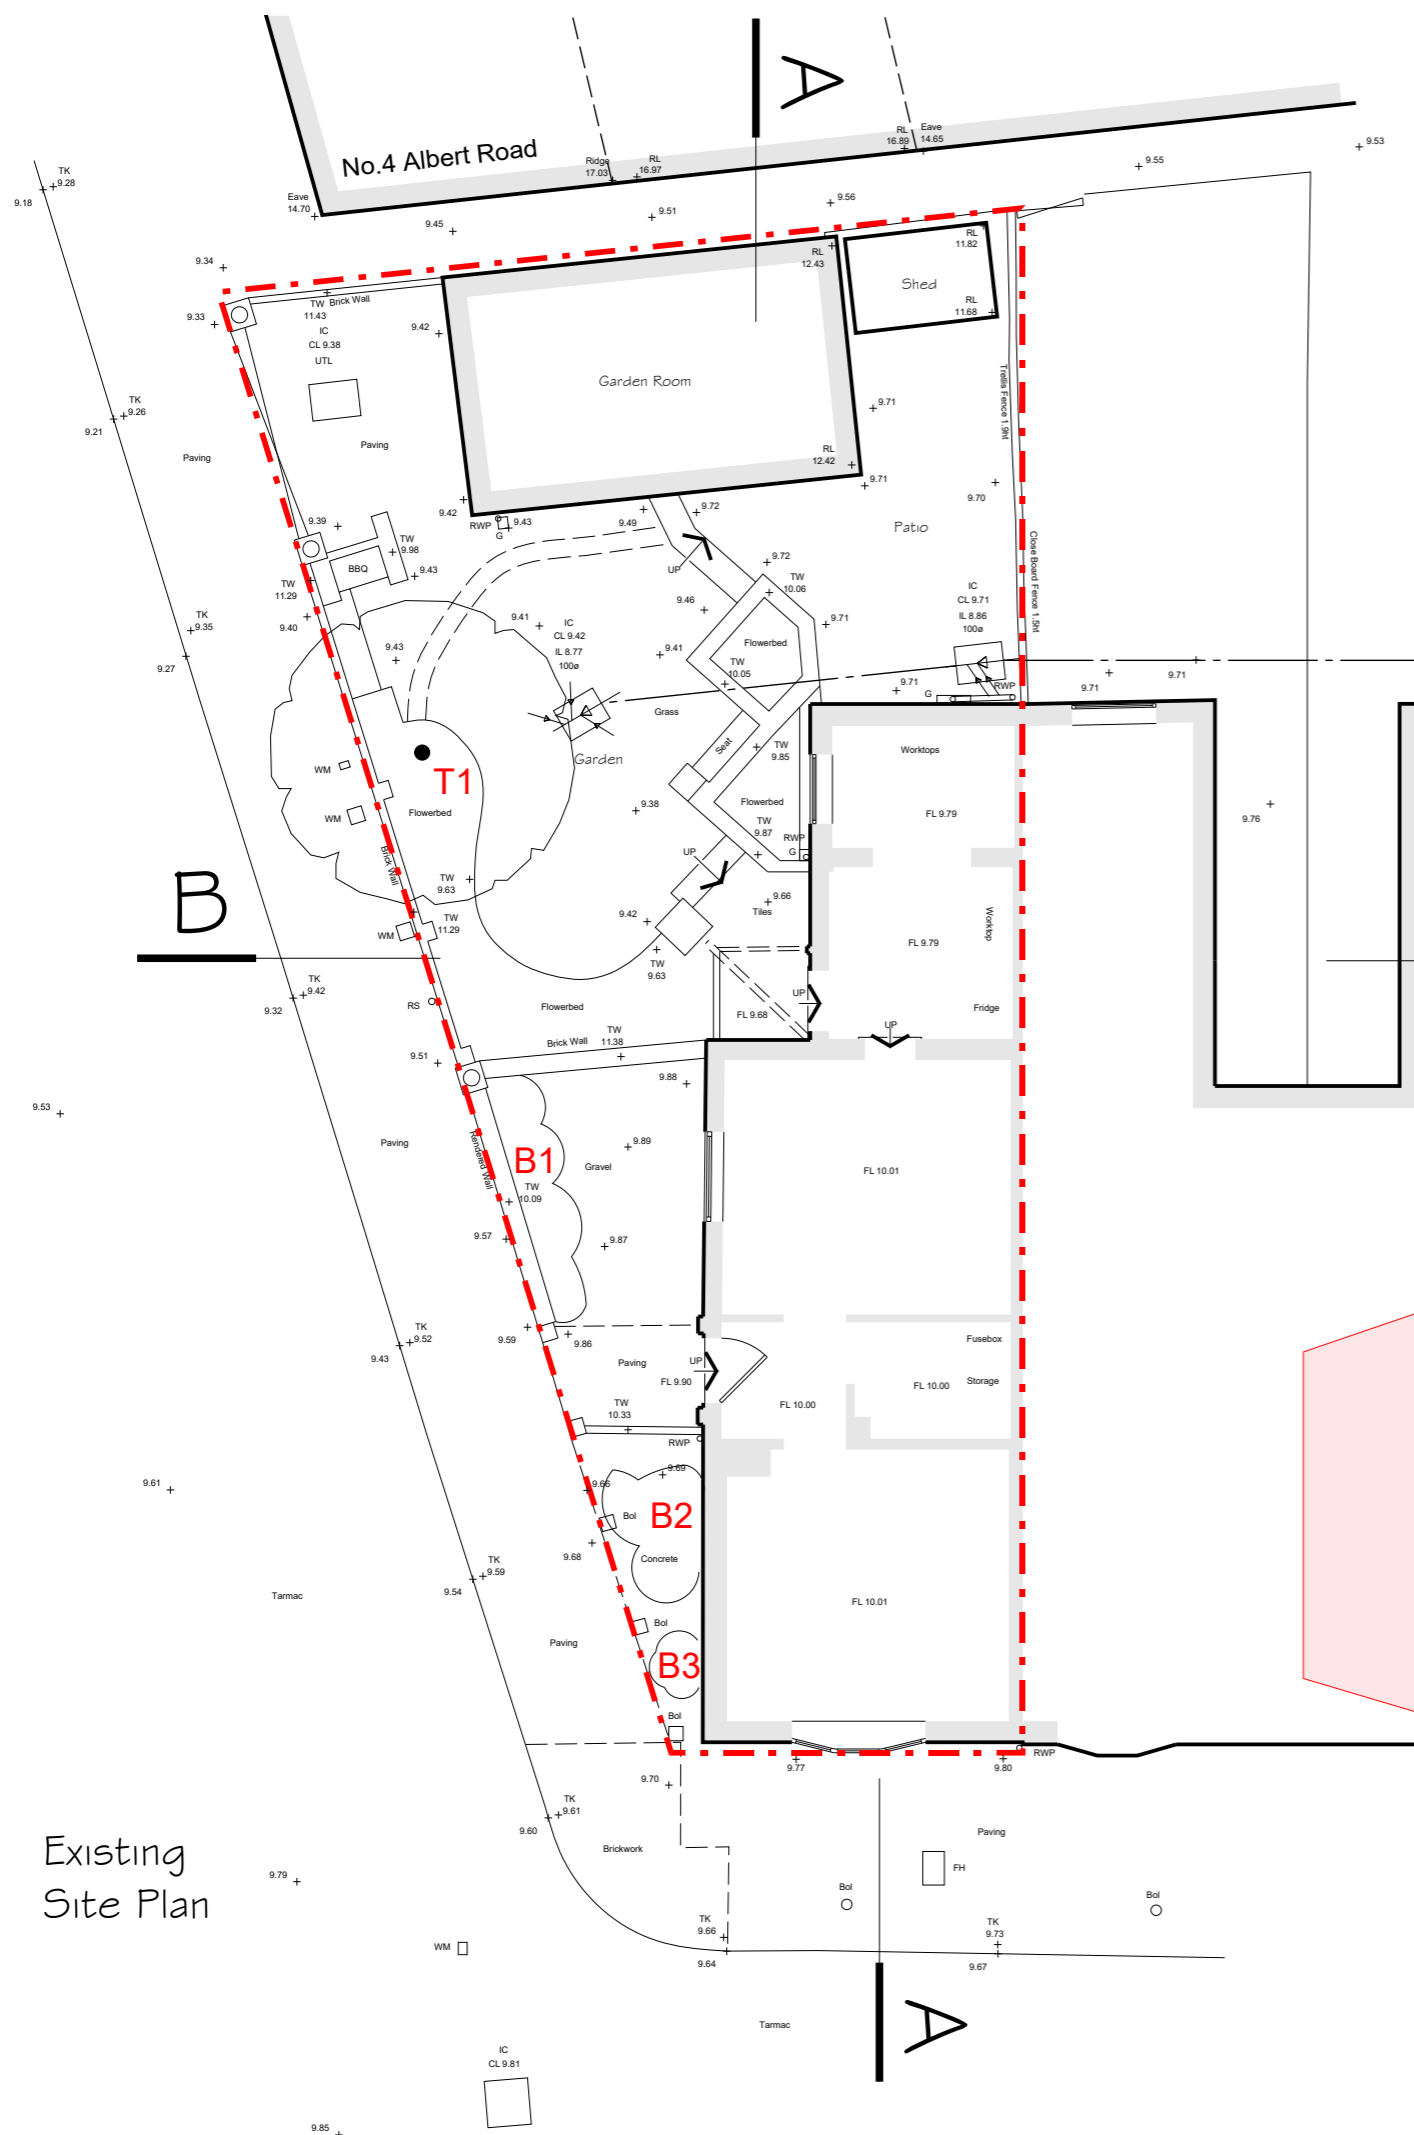 A
No.4 Albert Road
Ridge
17.03
RL
16.97
RL
16.89
Eave
14.65
9.53
9.55
TK
9.28
9.18
Eave
14.70
9.45
9.51
9.56
9.34
RL
12.43
RL
11.82
Shed
RL
11.68
9.33
TW
11.43
Brick Wall
IC
CL 9.38
UTL
9.42
Garden Room
Trellis Fence 1.9ht
TK
9.26
9.21
Paving
Paving
9.71
RL
12.42
9.71
9.70
9.42
RWP
G
9.43
9.49
9.72
Patio
9.39
TW
9.98
BBQ
9.43
UP
9.72
Close Board Fence 1.5ht
TW
11.29
9.40
TW
10.06
IC
CL 9.71
IL 8.86
100ø
9.46
9.71
9.41
IC
CL 9.42
IL 8.77
100ø
TK
9.35
9.27
9.43
9.41
Flowerbed
TW
10.05
9.71
G
RWP
9.71
9.71
Grass
Seat
TW
9.85
Garden
Worktops
WM
T1
WM
Flowerbed
9.38
Flowerbed
FL 9.79
9.76
TW
9.87
RWP
G
UP
Brick Wall
TW
9.63
9.66
Tiles
B
WM
TW
11.29
9.42
TW
9.63
FL 9.79
Worktop
TK
9.42
9.32
RS
Flowerbed
UP
FL 9.68
Fridge
UP
Brick Wall
TW
11.38
9.51
9.88
9.53
Paving
Rendered Wall
B1
9.89
Gravel
FL 10.01
TW
10.09
9.57
9.87
TK
9.52
9.43
9.59
9.86
Paving
UP
FL 9.90
Fusebox
Storage
FL 10.00
FL 10.00
TW
10.33
RWP
9.61
9.66
9.69
Bol
B2
9.68
Concrete
TK
9.59
9.54
Tarmac
FL 10.01
Paving
Bol
B3
Bol
9.77
9.80
RWP
9.70
TK
9.61
9.60
Brickwork
Paving
Existing
Site Plan
9.79
FH
Bol
Bol
WM
TK
9.66
9.64
TK
9.73
9.67
A
Tarmac
IC
CL 9.81
9.85